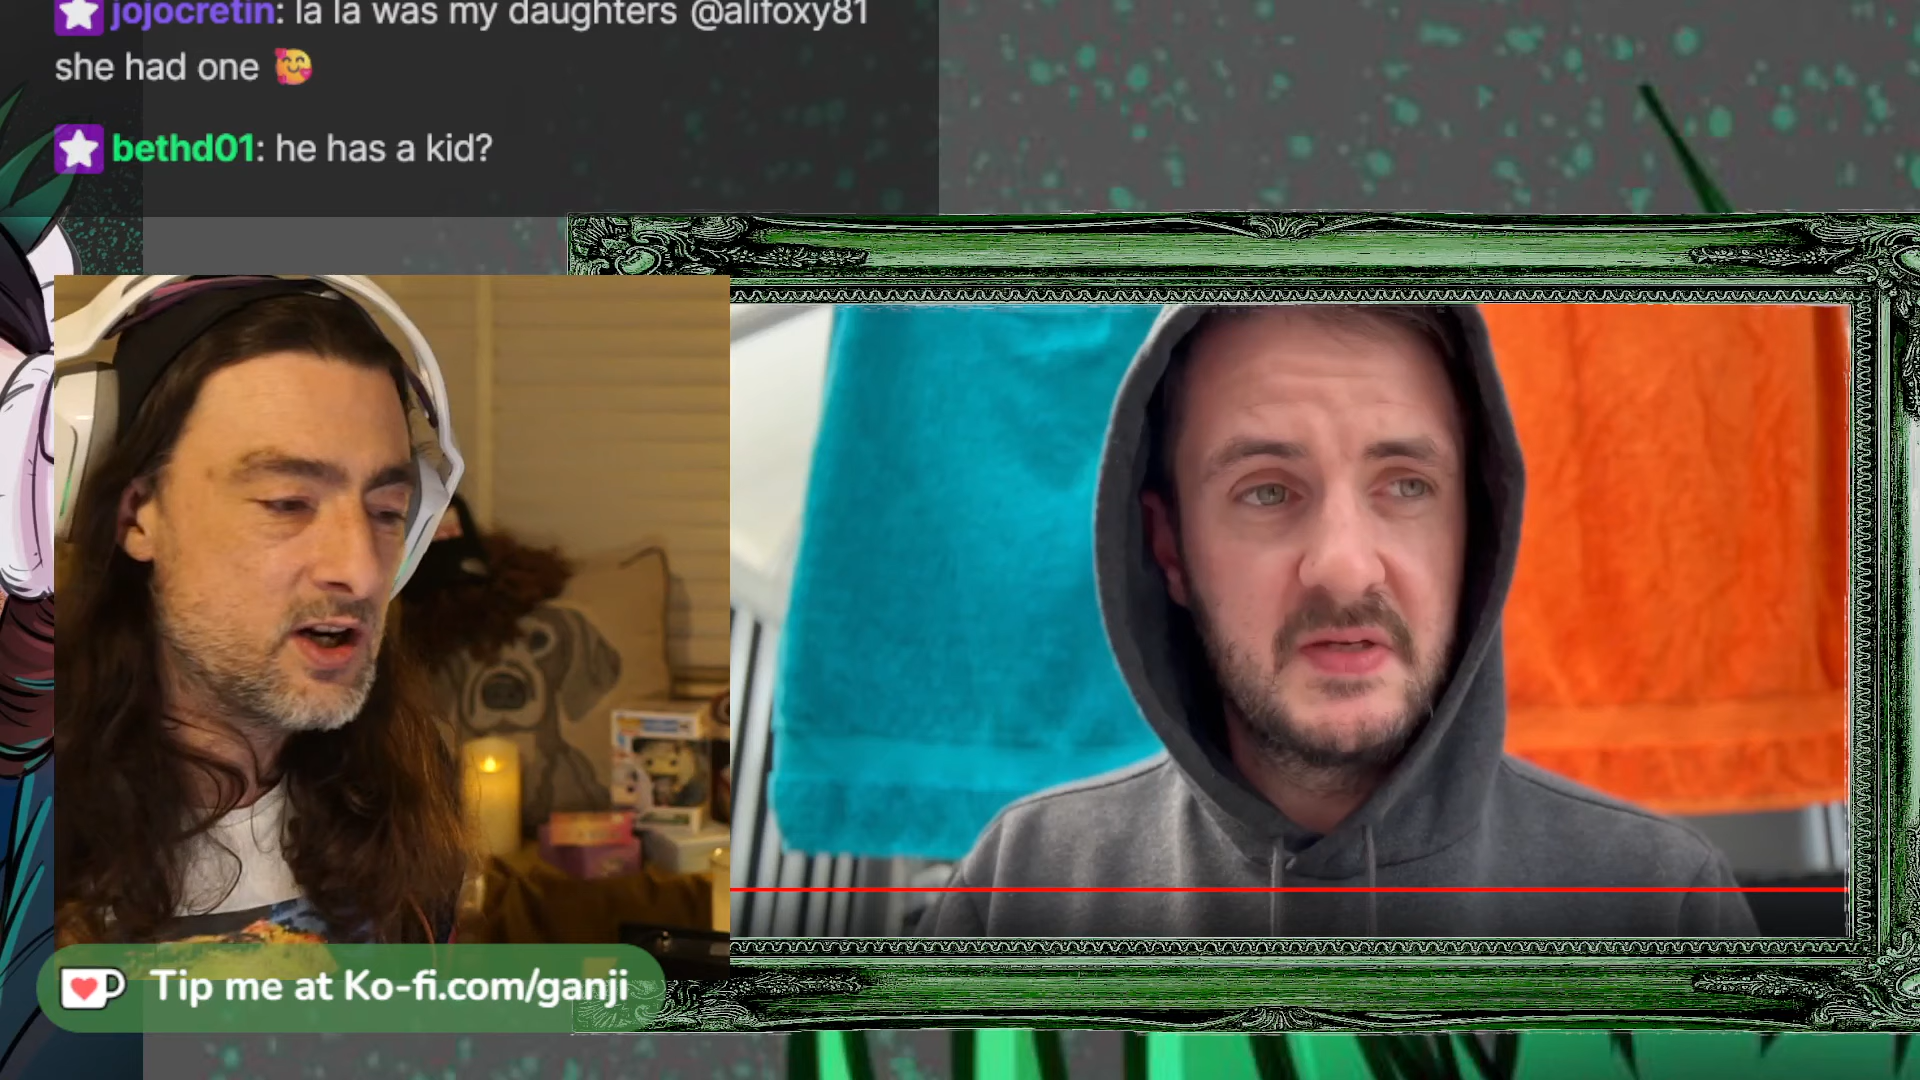 jojocretin: la la was my daughters @alifoxy81
she had one
bethd01: he has a kid?
Tip me at Ko-fi.com/ganji